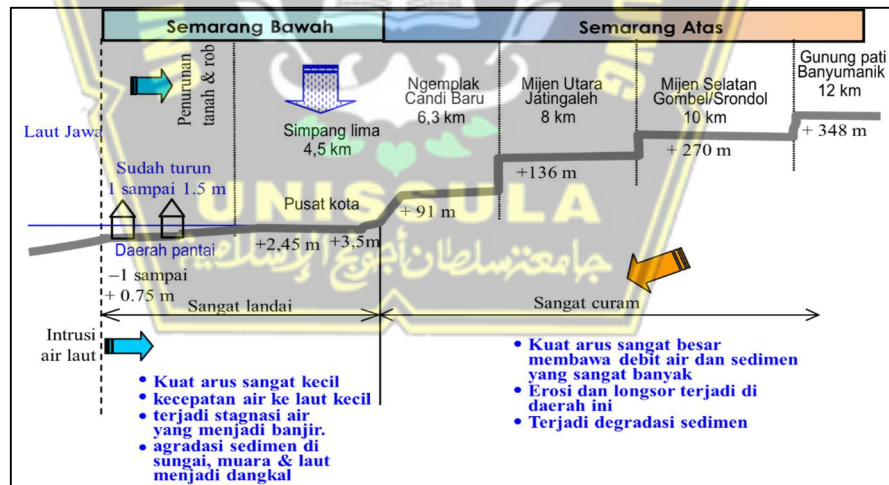 Semarang Bawah
Semarang Atas
Penurunan
tanah & rob
Simpang lima
4,5 km
Ngemplak
Candi Baru
6,3 km
Mijen Utara
Jatingaleh
8 km
Mijen Selatan
Gombel/Srondol
10 km
Gunung pati
Banyumanik
12 km
Laut Jawa
Sudah turun
1 sampai 1.5 m
Pusat kota
+ 348 m
+ 270 m
+136 m
+ 91 m
+2,45 m
+3,5m
Daerah pantai
–1 sampai
+ 0.75 m
UNISSULA
جامعتنسلطان أجونج الإسلامية
Sangat landai
Sangat curam
Intrusi
air laut
• Kuat arus sangat kecil
• kecepatan air ke laut kecil
• terjadi stagnasi air
yang menjadi banjir.
• agradasi sedimen di
sungai, muara & laut
menjadi dangkal
• Kuat arus sangat besar
membawa debit air dan sedimen
yang sangat banyak
• Erosi dan longsor terjadi di
daerah ini
• Terjadi degradasi sedimen